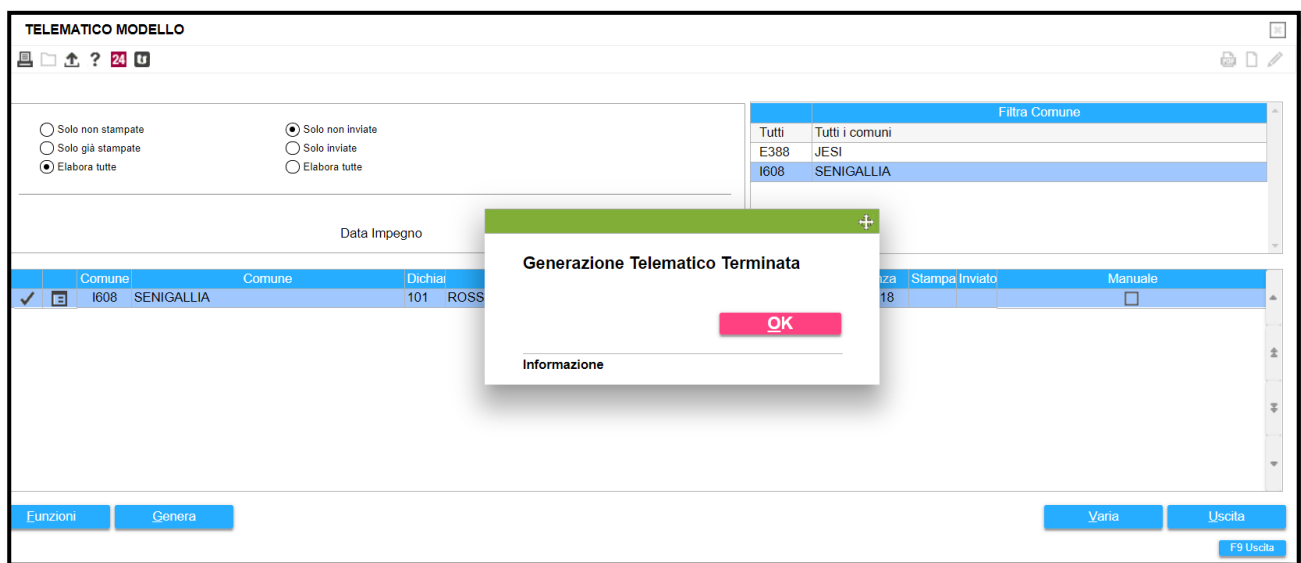 TELEMATICO MODELLO
? 24
Filtra Comune
Tutti Tutti i comuni
E388 JESI
I608 SENIGALLIA
Solo non stampate Solo non inviate
Solo già stampate Solo inviate
Elabora tutte Elabora tutte
Data Impegno
Generazione Telematico Terminata
OK
Informazione
Comune Comune Dichiai Stampa Inviato Manuale
I608 SENIGALLIA 101 ROSS 18
Funzioni Genera Varia Uscita
F9 Uscita